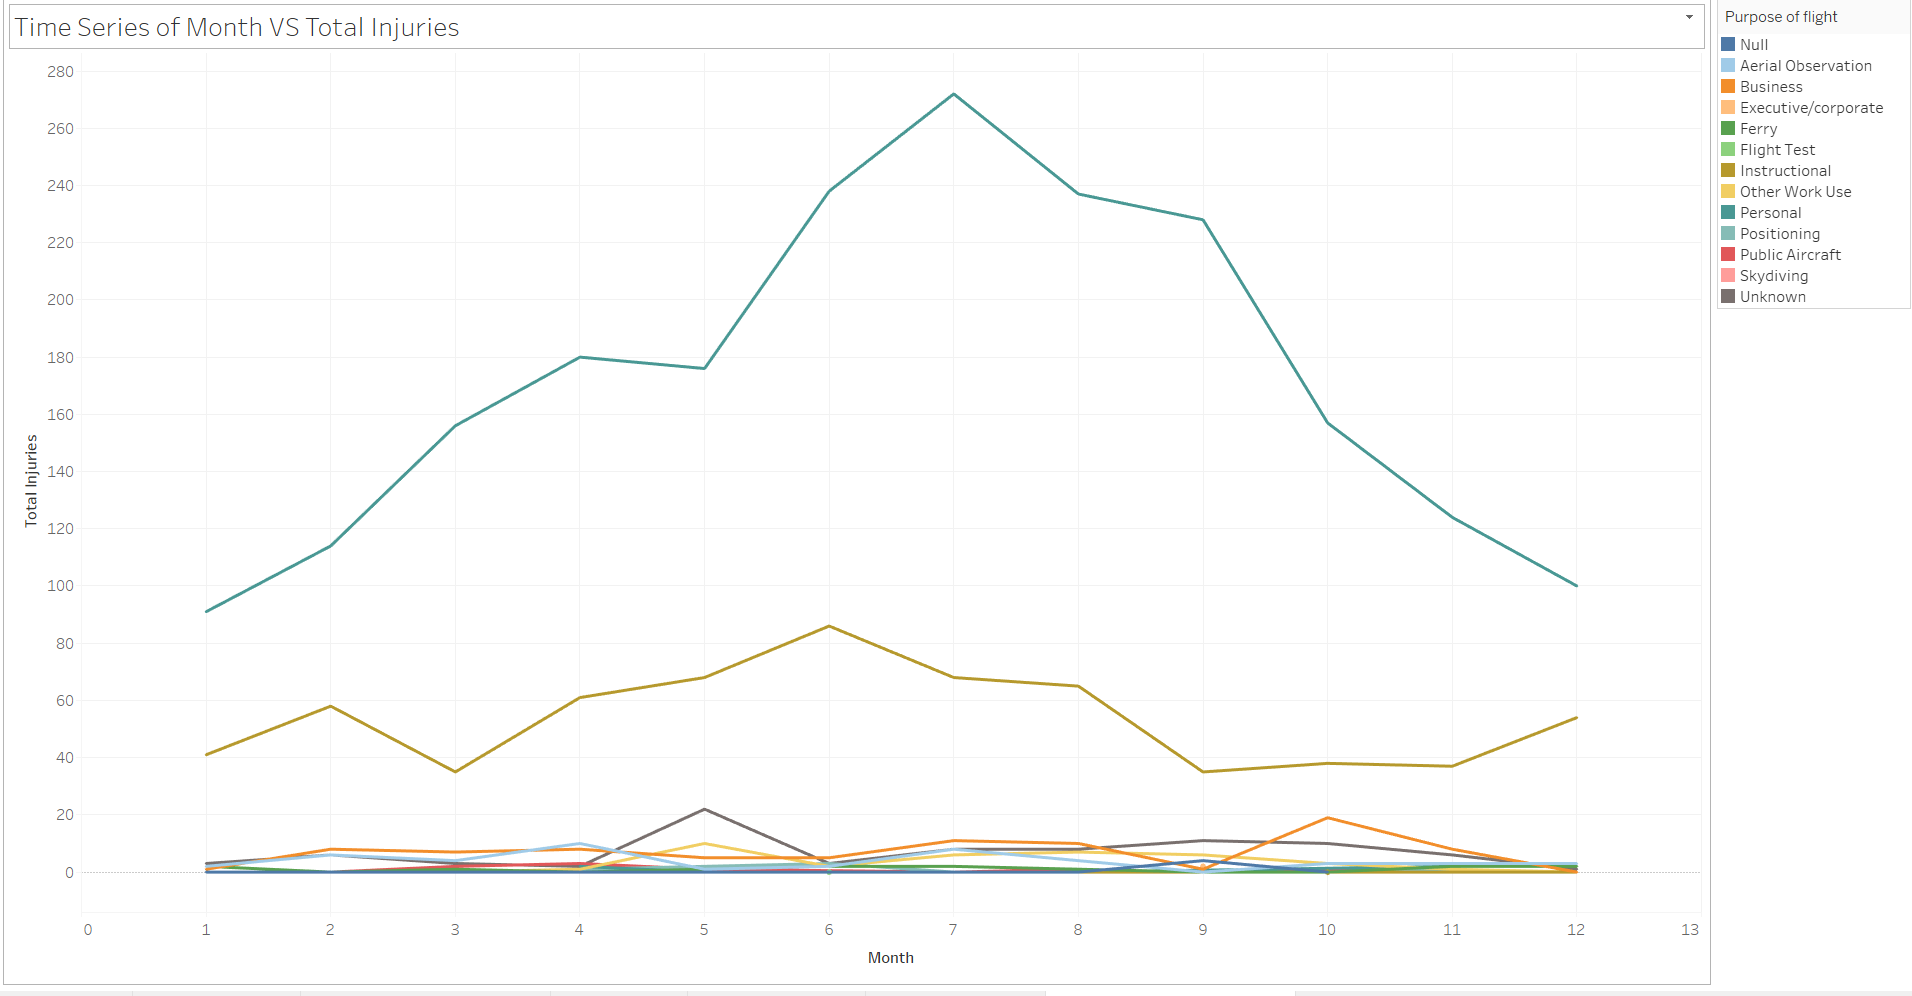 Time Series of Month VS Total Injuries
Purpose of flight
Null
Aerial Observation
Business
Executive/corporate
Ferry
Flight Test
Instructional
Other Work Use
Personal
Positioning
Public Aircraft
Skydiving
Unknown
Total Injuries
280
260
240
220
200
180
160
140
120
100
80
60
40
20
0
0 1 2 3 4 5 6 7 8 9 10 11 12 13
Month